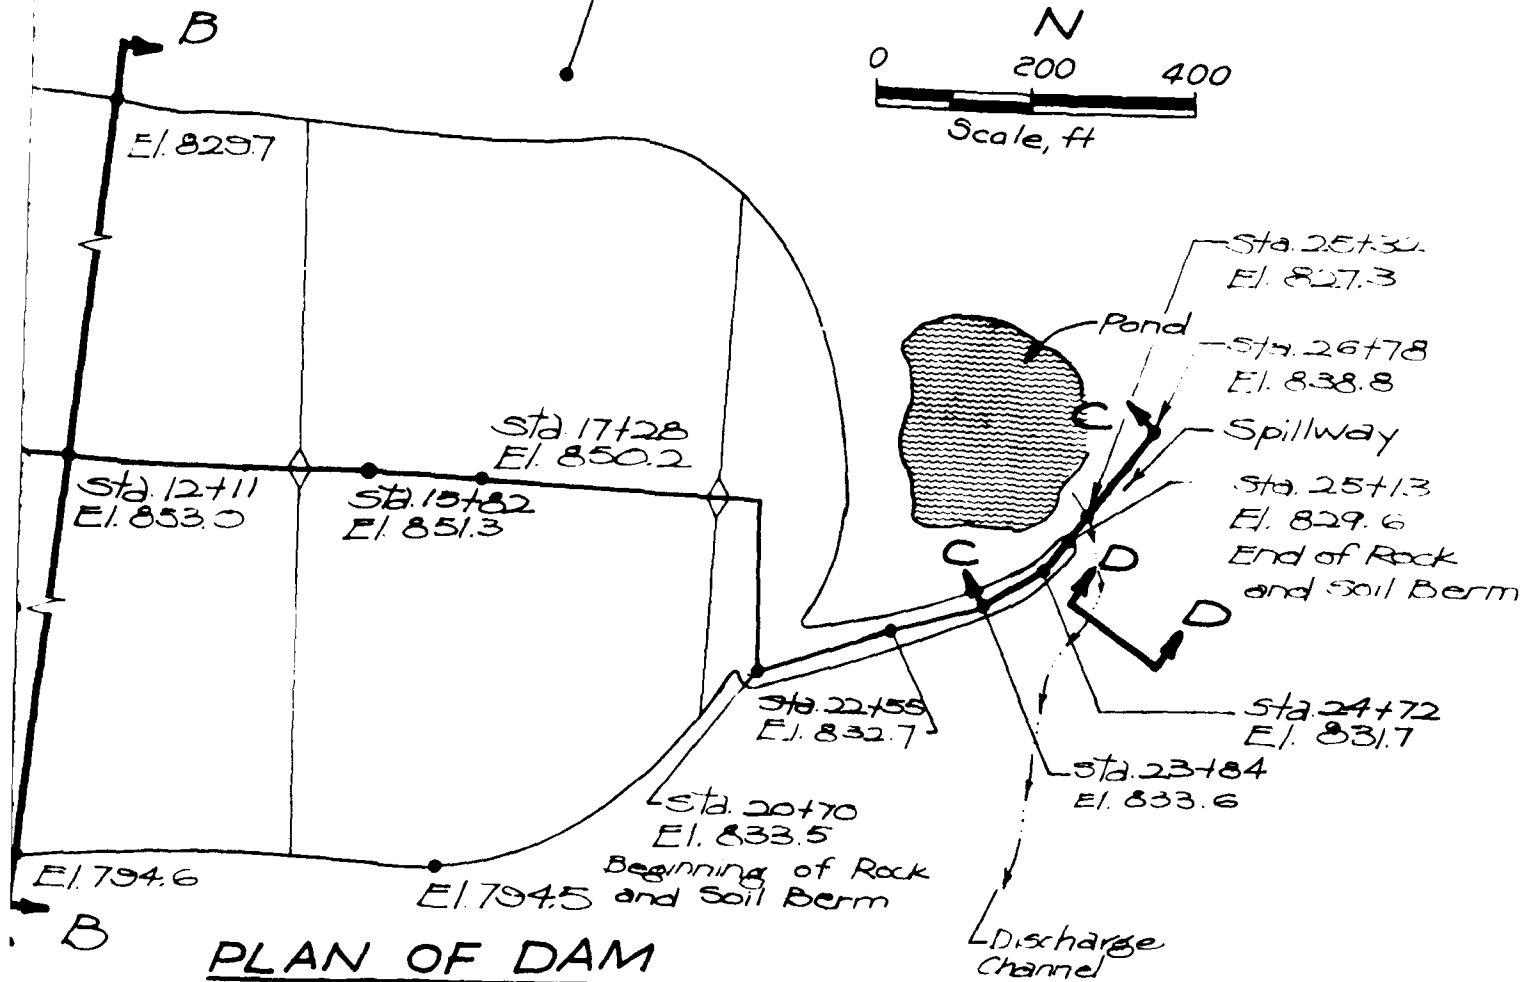 B
N
0 200 400
Scale, ft
El. 829.7
Sta. 25+32
El. 827.3
Pond
Sta. 26+78
El. 838.8
C
Spillway
Sta. 17+28
El. 850.2
Sta. 12+11
El. 853.0
Sta. 15+82
El. 851.3
Sta. 25+13
El. 829.6
End of Rock
and Soil Berm
C
D
D
Sta. 22+55
El. 832.7
Sta. 24+72
El. 831.7
Sta. 23+84
El. 833.6
Sta. 20+70
El. 833.5
Beginning of Rock
and Soil Berm
El. 794.6
El. 794.5
B
Discharge
Channel
PLAN OF DAM